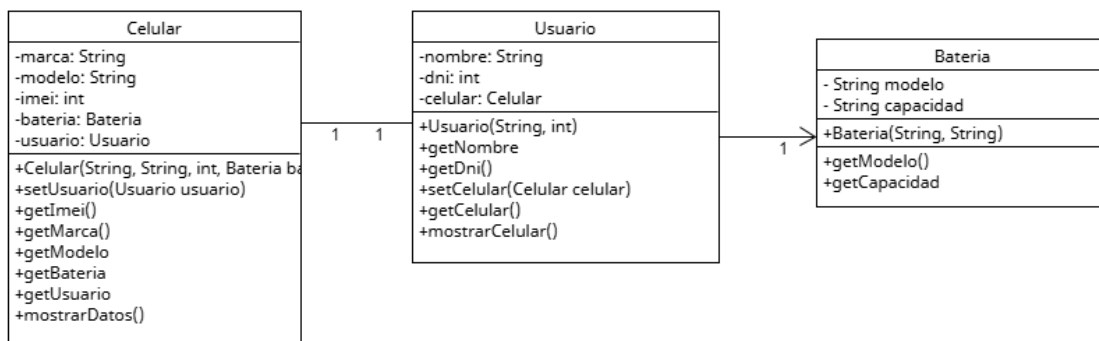 Celular
-marca: String
-modelo: String
-imei: int
-bateria: Bateria
-usuario: Usuario
+Celular(String, String, int, Bateria ba
+setUsuario(Usuario usuario)
+getImei()
+getMarca()
+getModelo
+getBateria
+getUsuario
+mostrarDatos()
1 1
Usuario
-nombre: String
-dni: int
-celular: Celular
+Usuario(String, int)
+getNombre
+getDni()
+setCelular(Celular celular)
+getCelular()
+mostrarCelular()
1
Bateria
- String modelo
- String capacidad
+Bateria(String, String)
+getModelo()
+getCapacidad